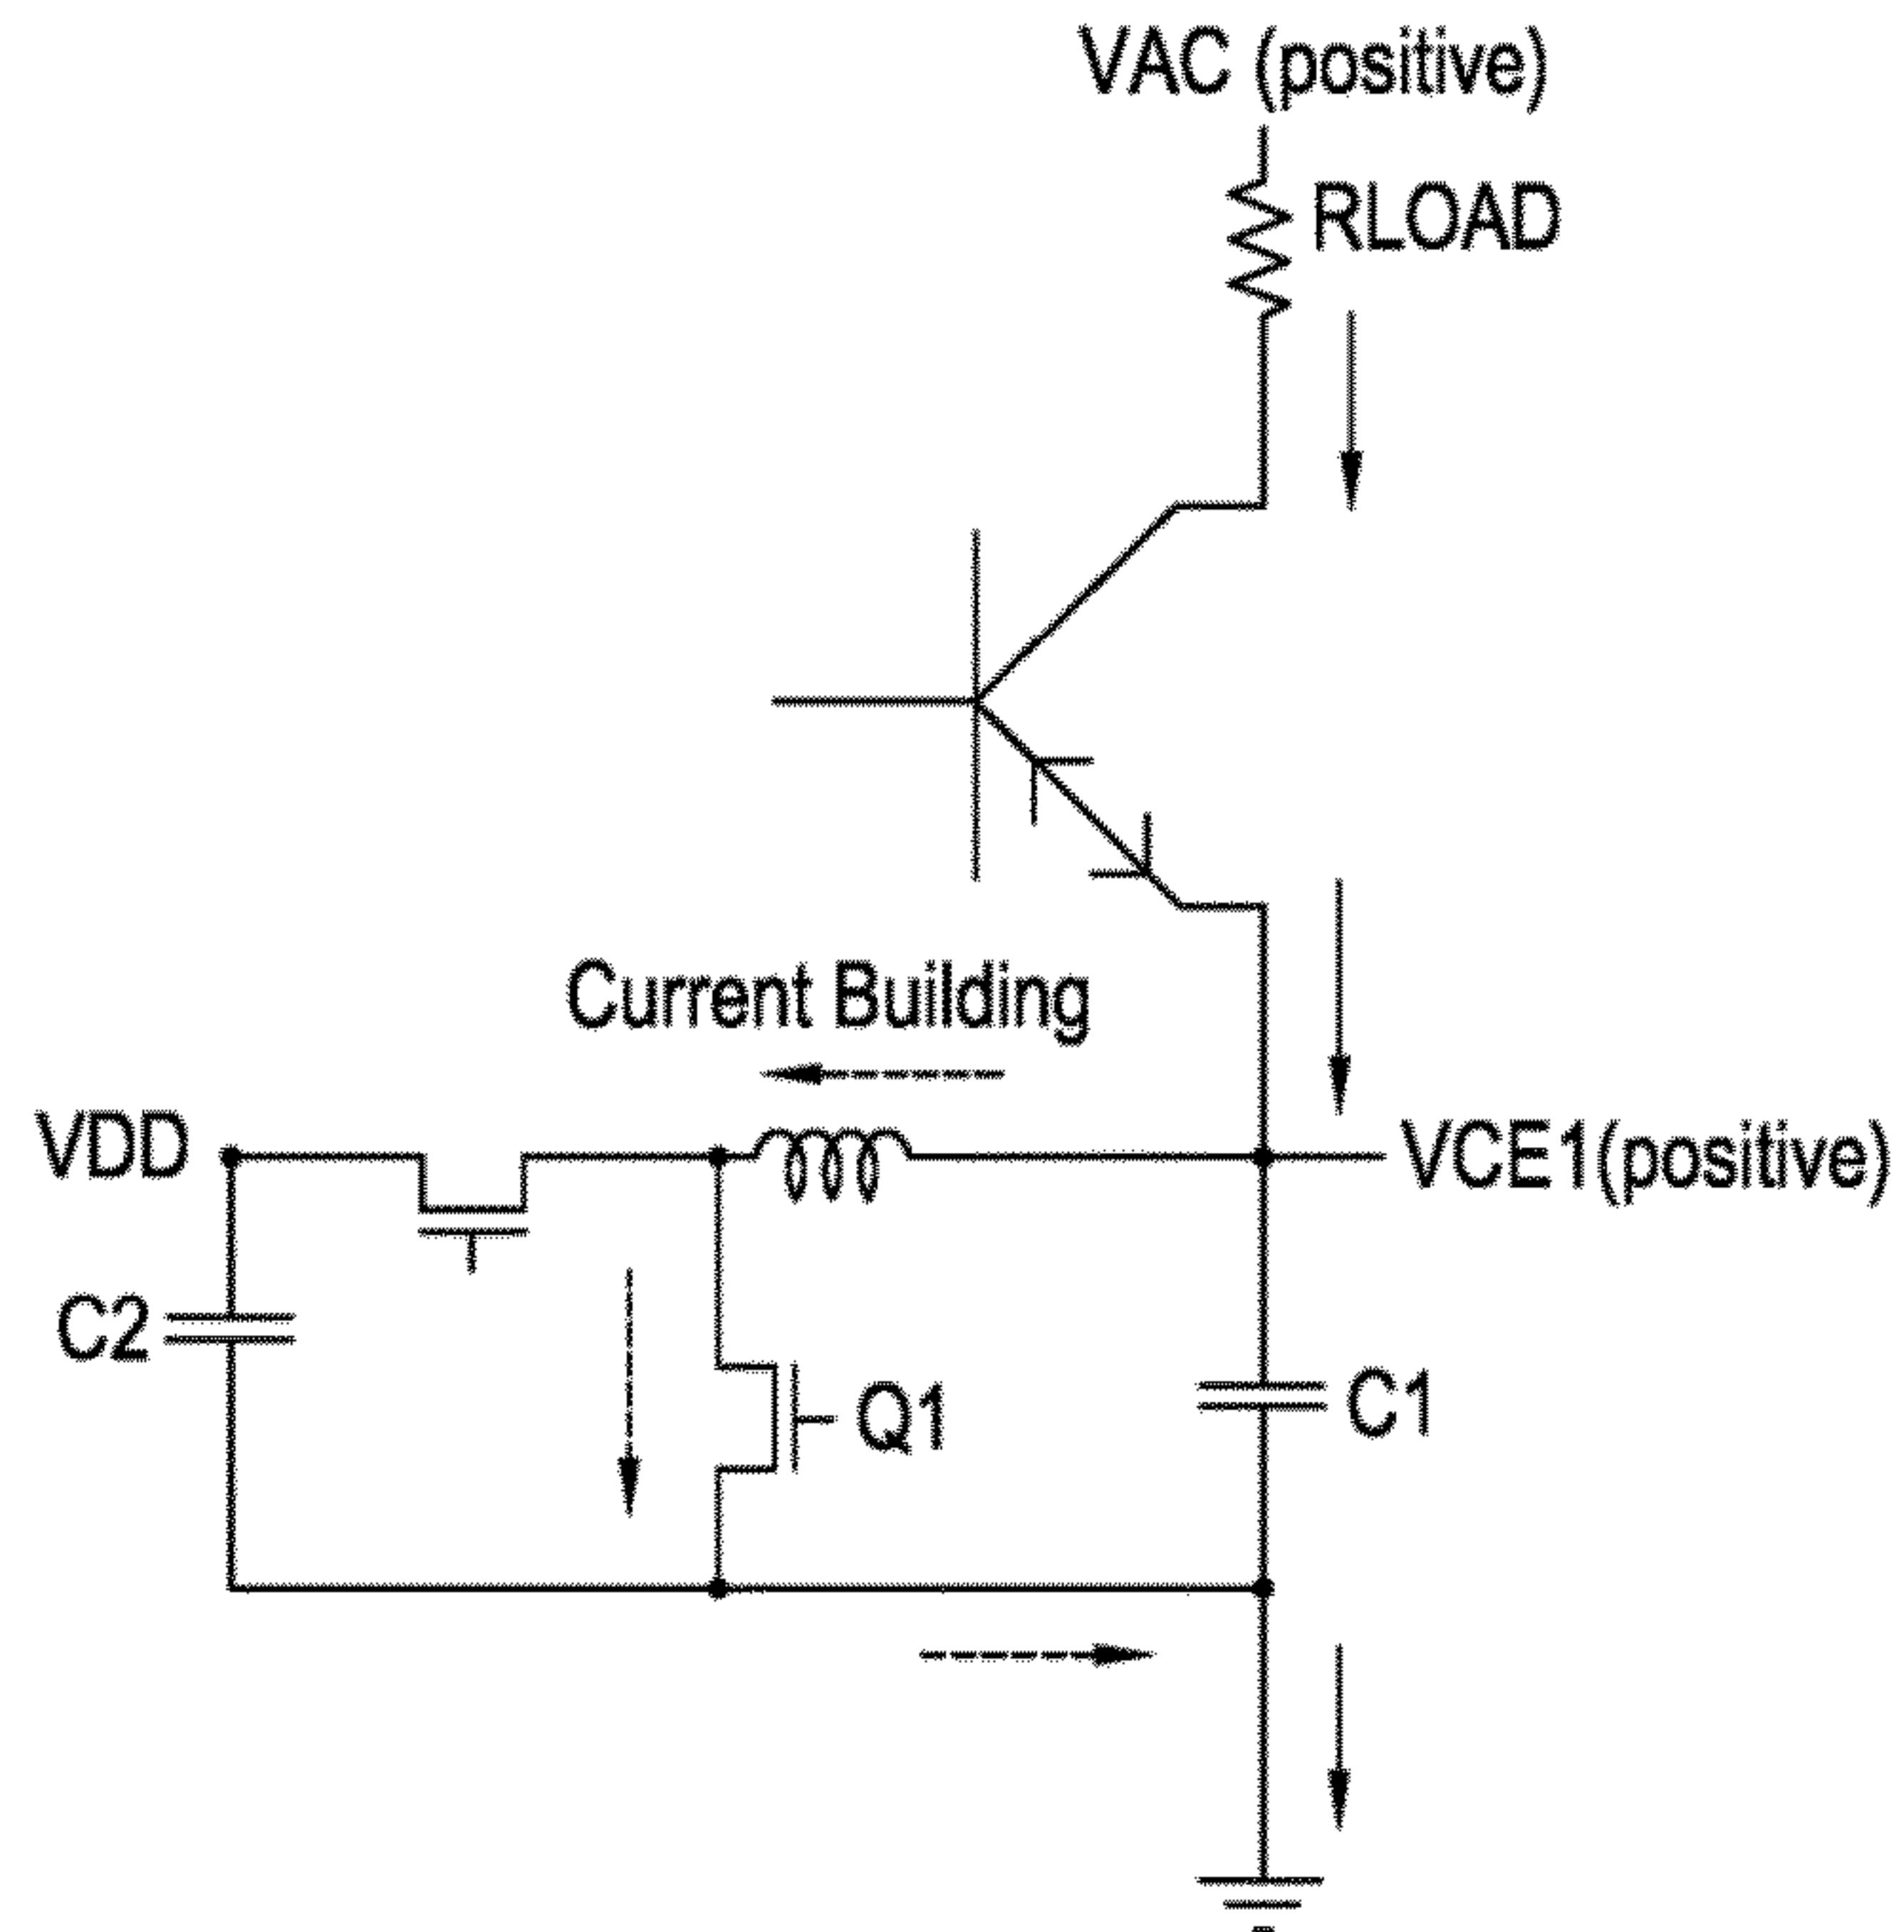 VAC (positive)
RLOAD
Current Building
VDD
VCE1(positive)
C2
Q1
C1